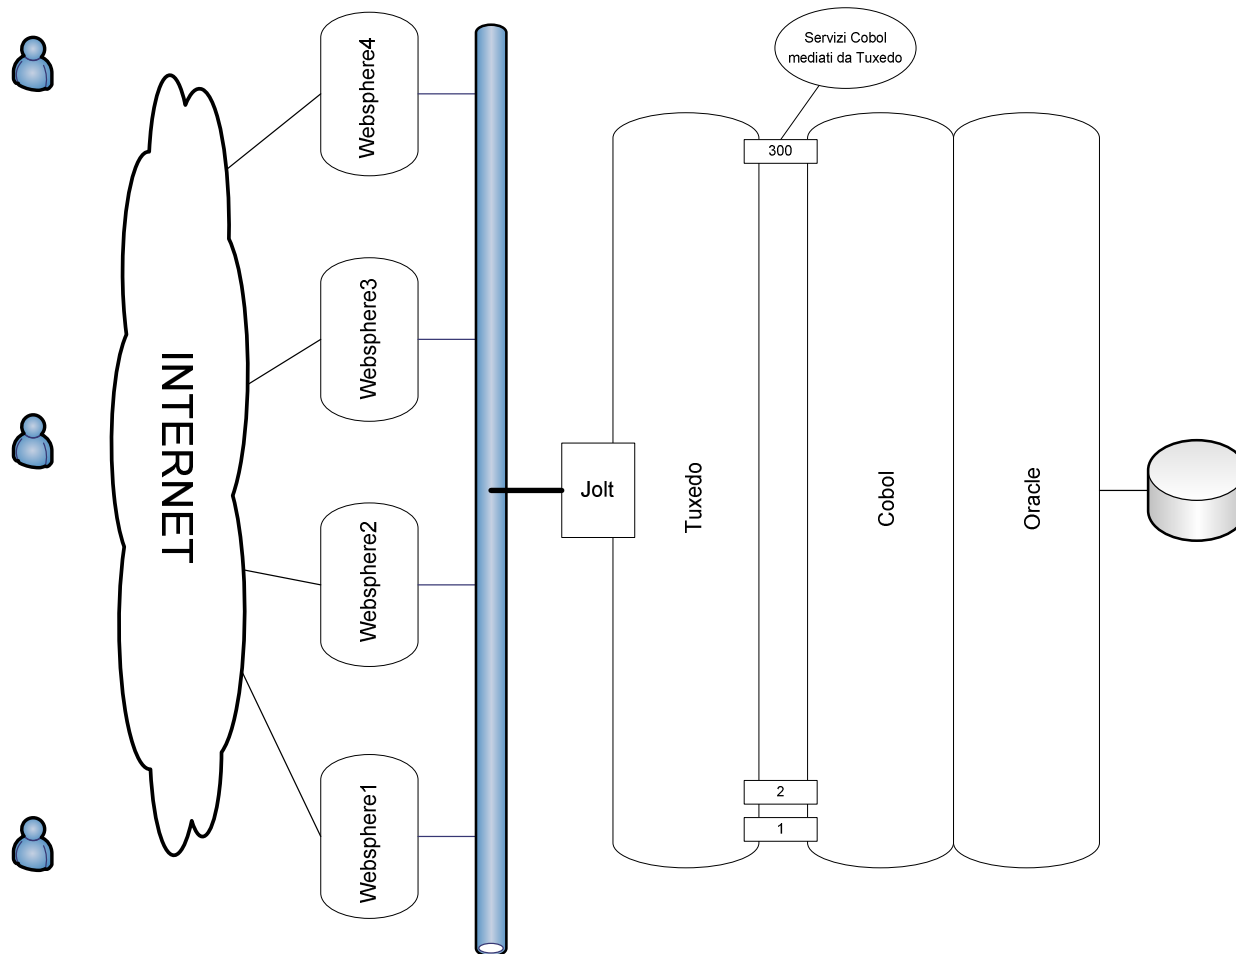 Servizi Cobol
mediati da Tuxedo
300
Websphere4
Websphere3
INTERNET
Jolt
Tuxedo
Cobol
Oracle
Websphere2
2
1
Websphere1